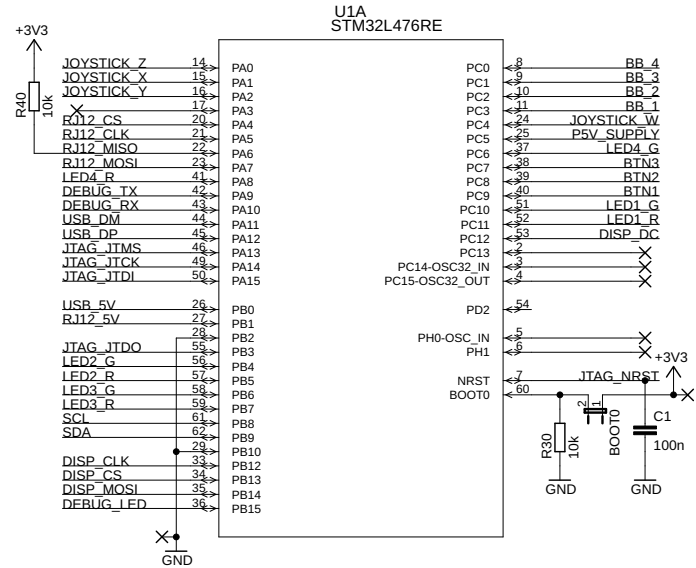 U1A
STM32L476RE
+3V3
R40
10k
JOYSTICK_Z 14 PA0
JOYSTICK_X 15 PA1
JOYSTICK_Y 16 PA2
17 PA3
RJ12_CS 20 PA4
RJ12_CLK 21 PA5
RJ12_MISO 22 PA6
RJ12_MOSI 23 PA7
LED4_R 41 PA8
DEBUG_TX 42 PA9
DEBUG_RX 43 PA10
USB_DM 44 PA11
USB_DP 45 PA12
JTAG_JTMS 46 PA13
JTAG_JTCK 49 PA14
JTAG_JTDI 50 PA15
USB_5V 26 PB0
RJ12_5V 27 PB1
28 PB2
JTAG_JTDO 55 PB3
LED2_G 56 PB4
LED2_R 57 PB5
LED3_G 58 PB6
LED3_R 59 PB7
SCL 61 PB8
SDA 62 PB9
29 PB10
DISP_CLK 33 PB12
DISP_CS 34 PB13
DISP_MOSI 35 PB14
DEBUG_LED 36 PB15
GND
PC0 8 BB_4
PC1 9 BB_3
PC2 10 BB_2
PC3 11 BB_1
PC4 24 JOYSTICK_W
PC5 25 P5V_SUPPLY
PC6 37 LED4_G
PC7 38 BTN3
PC8 39 BTN2
PC9 40 BTN1
PC10 51 LED1_G
PC11 52 LED1_R
PC12 53 DISP_DC
PC13 2
PC14-OSC32_IN 3
PC15-OSC32_OUT 4
PD2 54
PH0-OSC_IN 5
PH1 6
+3V3
NRST 7 JTAG_NRST
BOOT0 60
2 1
BOOT0
R30
10k
C1
100n
GND
GND